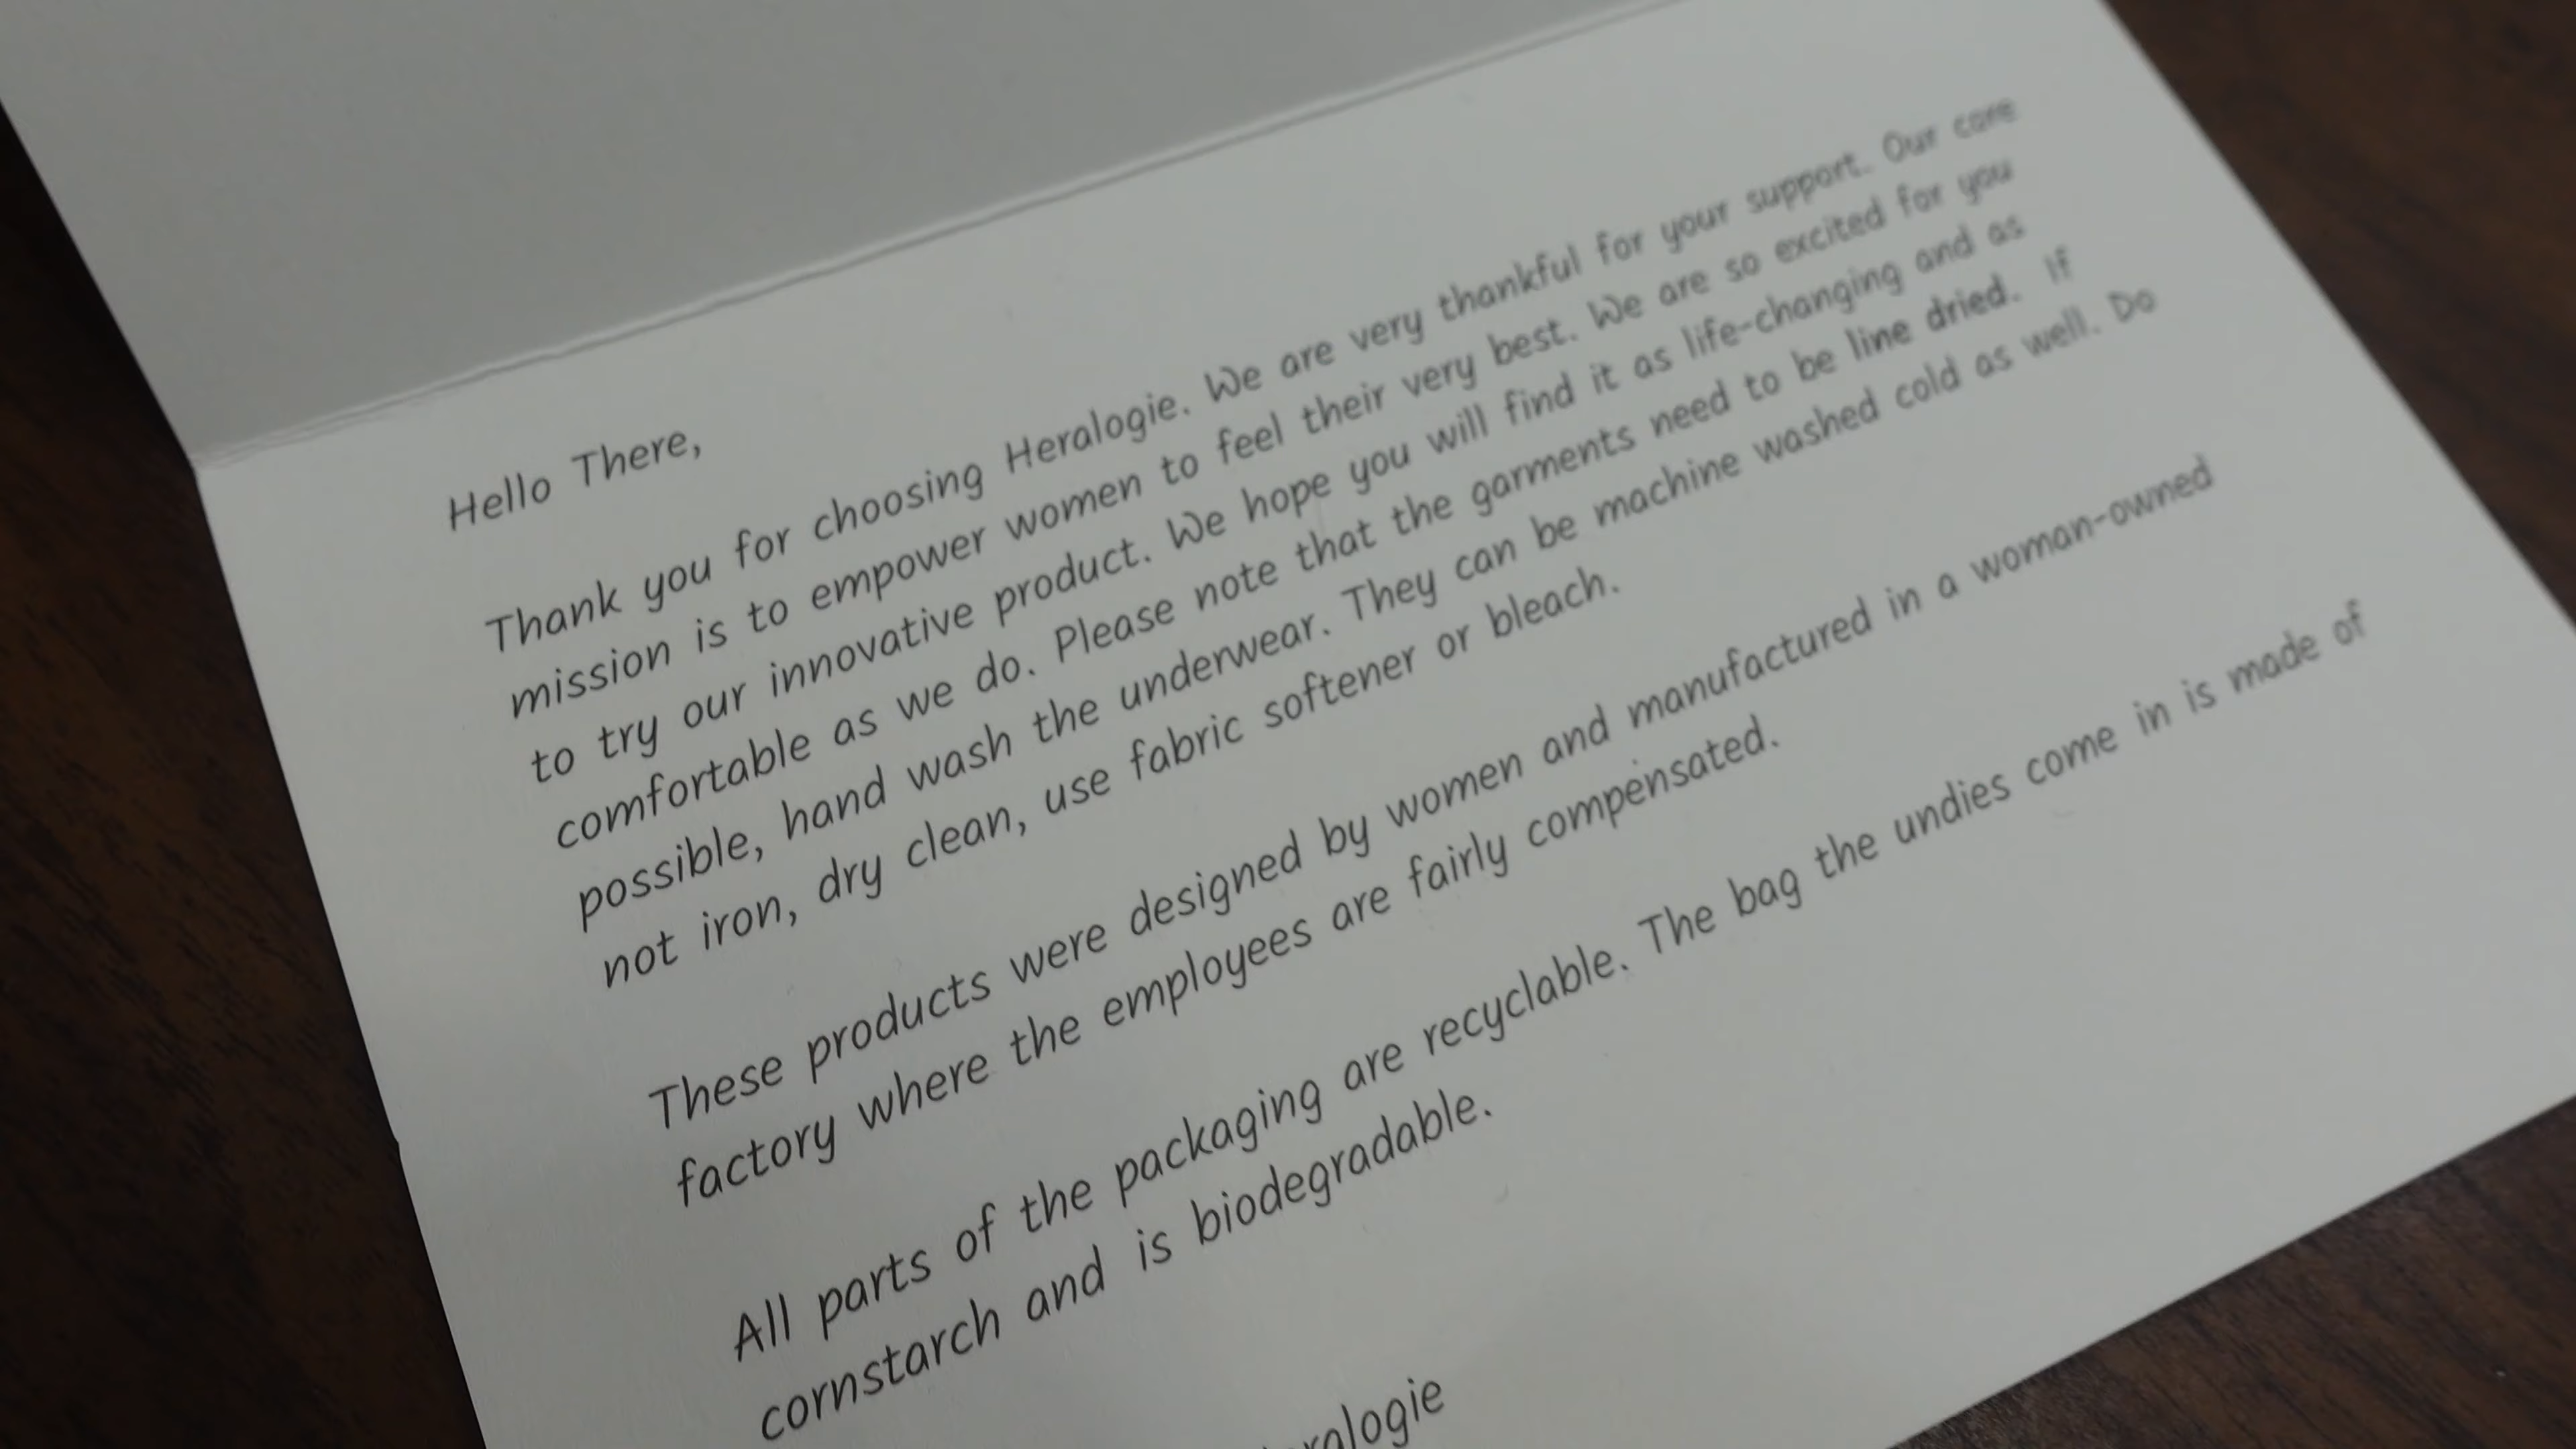 Hello There,
Thank you for choosing Heralogie. We are very thankful for your support. Our core
mission is to empower women to feel their very best. We are so excited for you
to try our innovative product. We hope you will find it as life-changing and as
comfortable as we do. Please note that the garments need to be line dried. If
possible, hand wash the underwear. They can be machine washed cold as well. Do
not iron, dry clean, use fabric softener or bleach.
These products were designed by women and manufactured in a woman-owned
factory where the employees are fairly compensated.
All parts of the packaging are recyclable. The bag the undies come in is made of
cornstarch and is biodegradable.